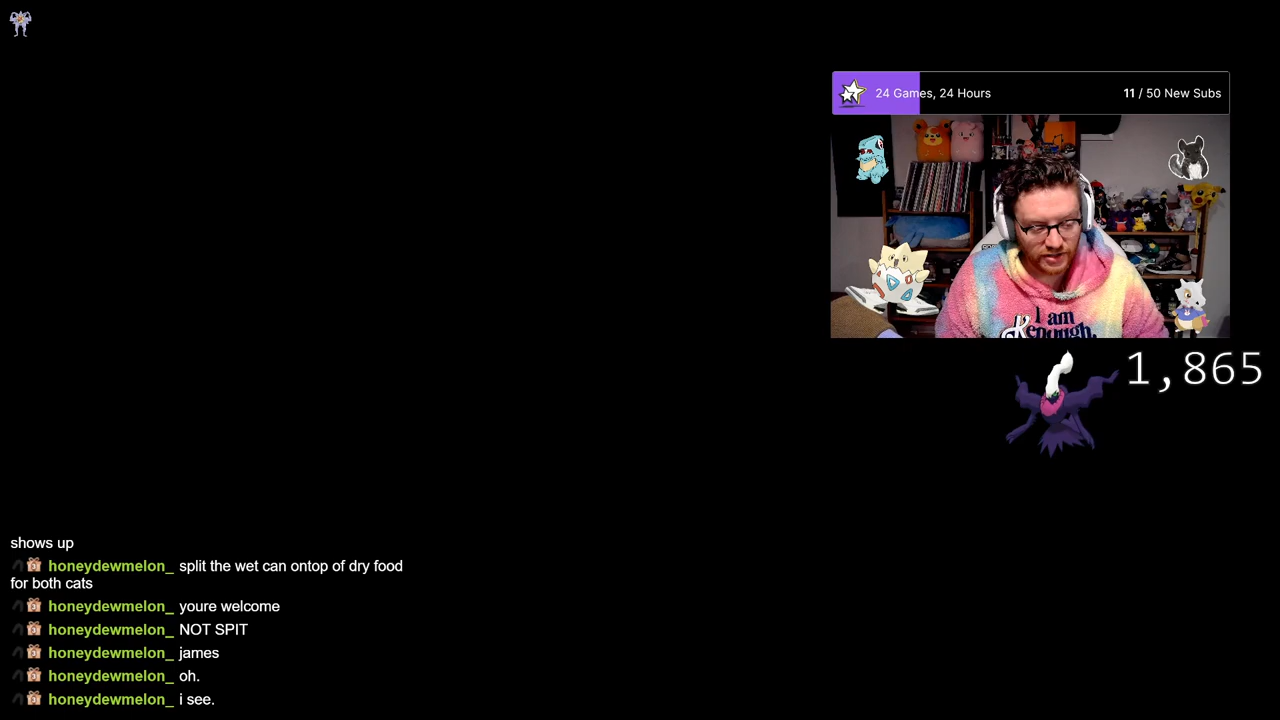 24 Games, 24 Hours
11 / 50 New Subs
I am
Kenough.
1,865
shows up
honeydewmelon_ split the wet can ontop of dry food
for both cats
honeydewmelon_ youre welcome
honeydewmelon_ NOT SPIT
honeydewmelon_ james
honeydewmelon_ oh.
honeydewmelon_ i see.